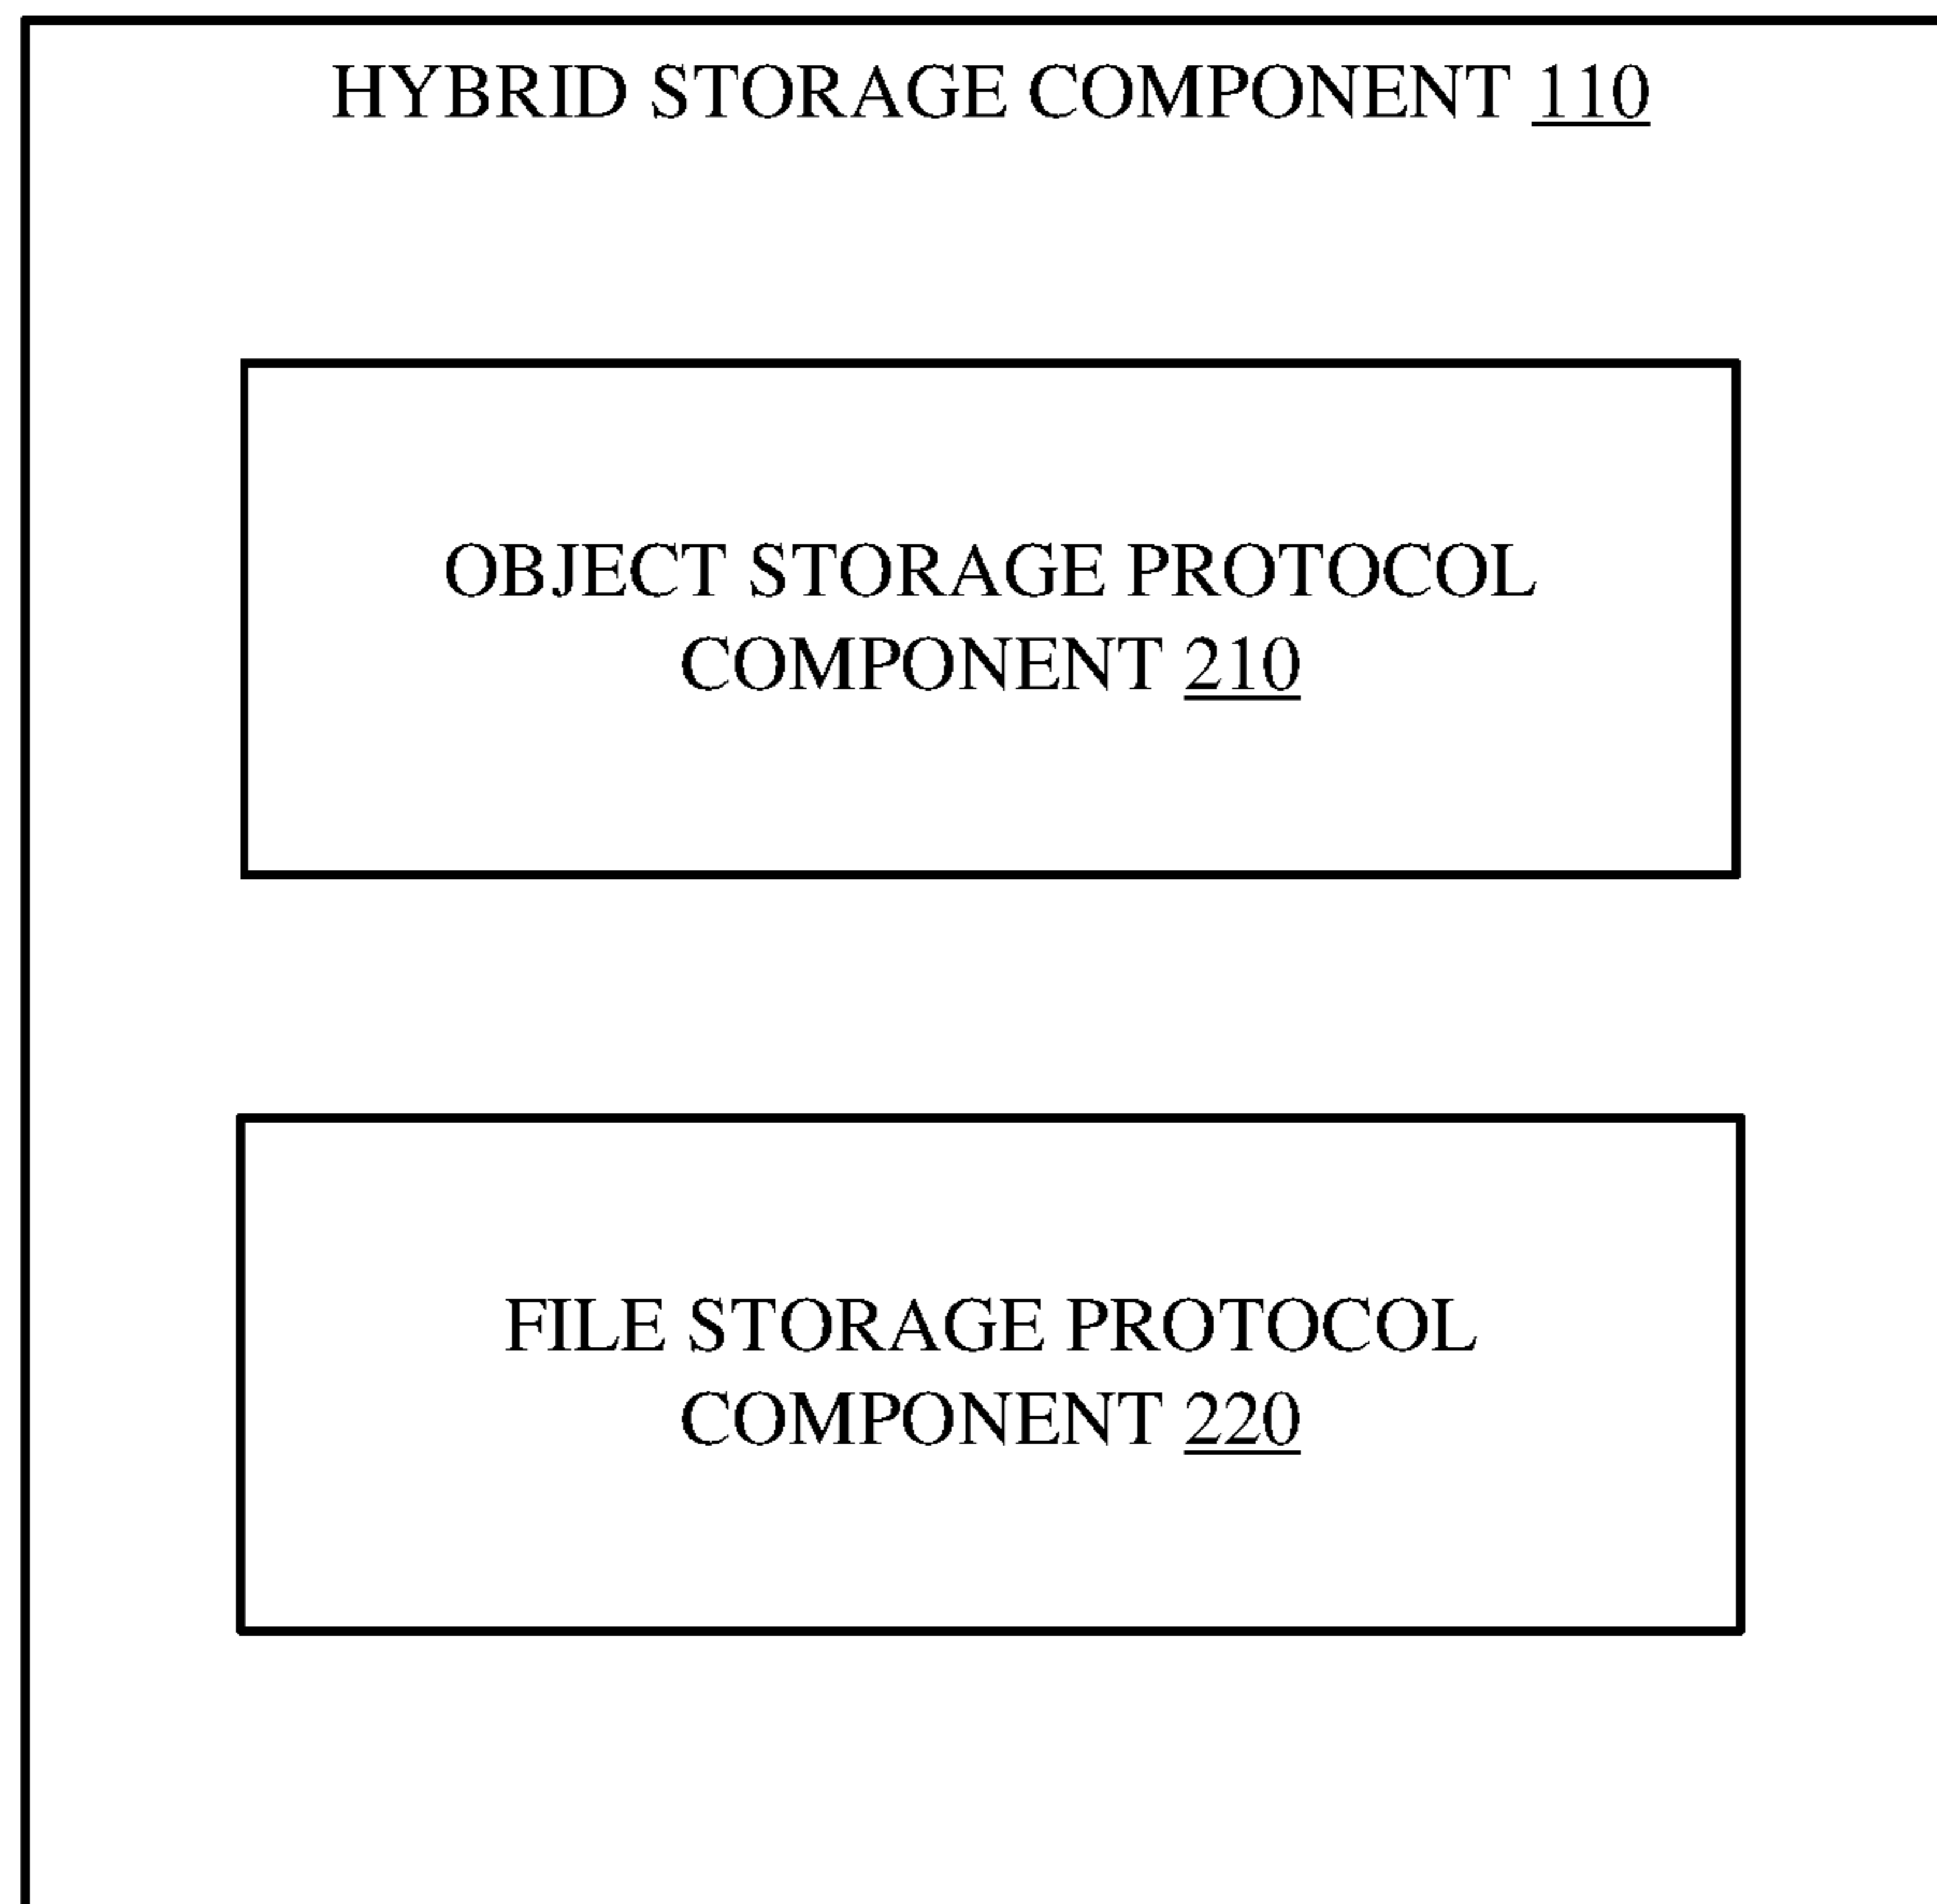 HYBRID STORAGE COMPONENT 110
OBJECT STORAGE PROTOCOL
COMPONENT 210
FILE STORAGE PROTOCOL
COMPONENT 220